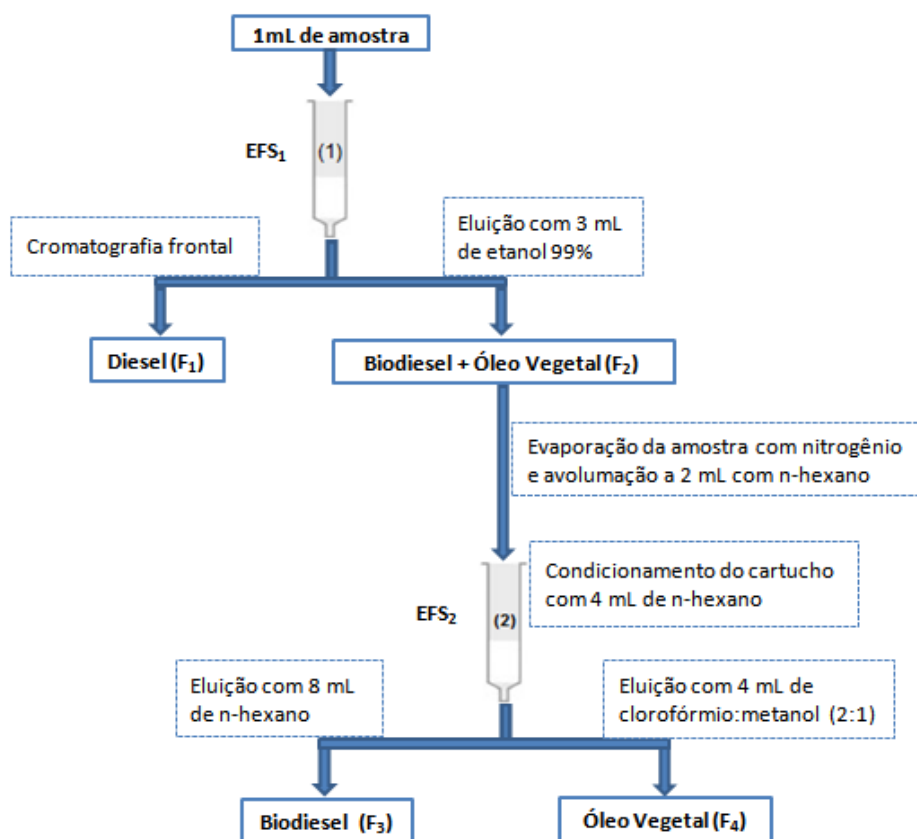 1mL de amostra
EFS₁
(1)
Cromatografia frontal
Eluição com 3 mL
de etanol 99%
Diesel (F₁)
Biodiesel + Óleo Vegetal (F₂)
Evaporação da amostra com nitrogênio
e avolumação a 2 mL com n-hexano
Condicionamento do cartucho
com 4 mL de n-hexano
EFS₂
(2)
Eluição com 8 mL
de n-hexano
Eluição com 4 mL de
clorofórmio:metanol (2:1)
Biodiesel (F₃)
Óleo Vegetal (F₄)